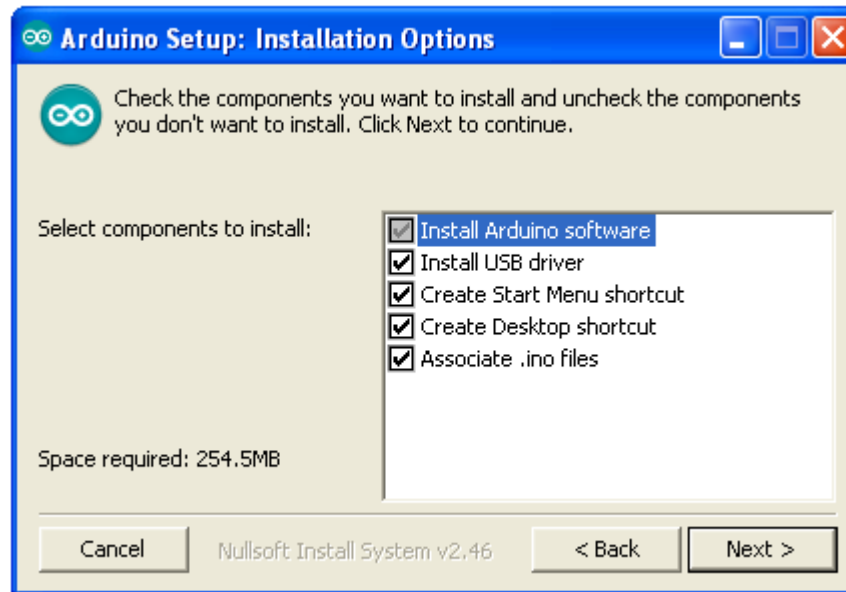 Arduino Setup: Installation Options
Check the components you want to install and uncheck the components
you don't want to install. Click Next to continue.
Select components to install:
Install Arduino software
Install USB driver
Create Start Menu shortcut
Create Desktop shortcut
Associate .ino files
Space required: 254.5MB
Cancel
Nullsoft Install System v2.46
< Back
Next >